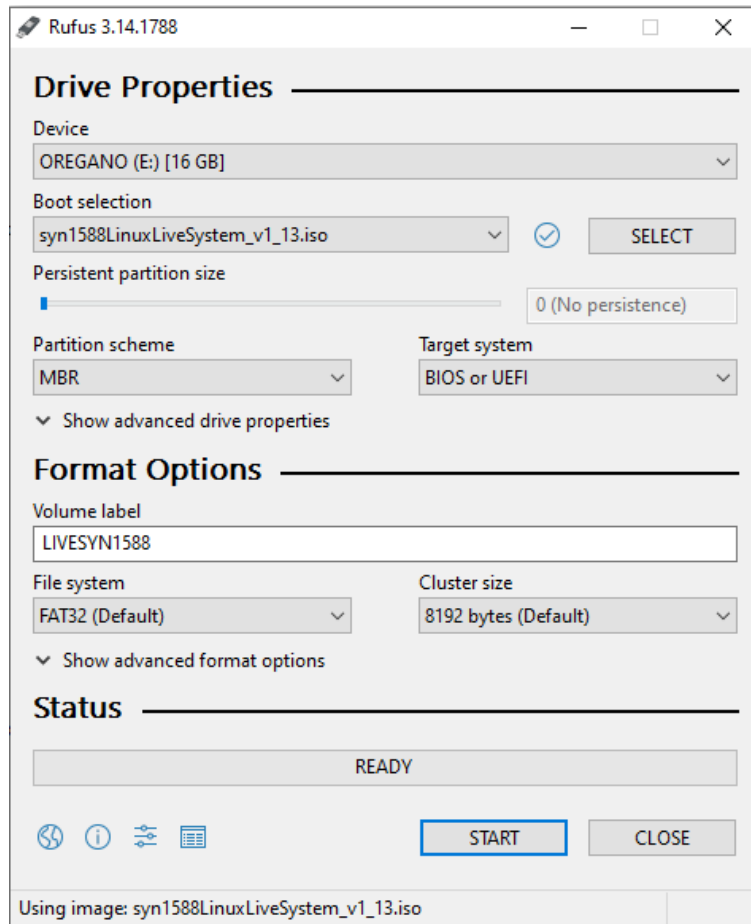 Rufus 3.14.1788
Drive Properties
Device
OREGANO (E:) [16 GB]
Boot selection
syn1588LinuxLiveSystem_v1_13.iso
SELECT
Persistent partition size
0 (No persistence)
Partition scheme
Target system
MBR
BIOS or UEFI
Show advanced drive properties
Format Options
Volume label
LIVESYN1588
File system
Cluster size
FAT32 (Default)
8192 bytes (Default)
Show advanced format options
Status
READY
START
CLOSE
Using image: syn1588LinuxLiveSystem_v1_13.iso